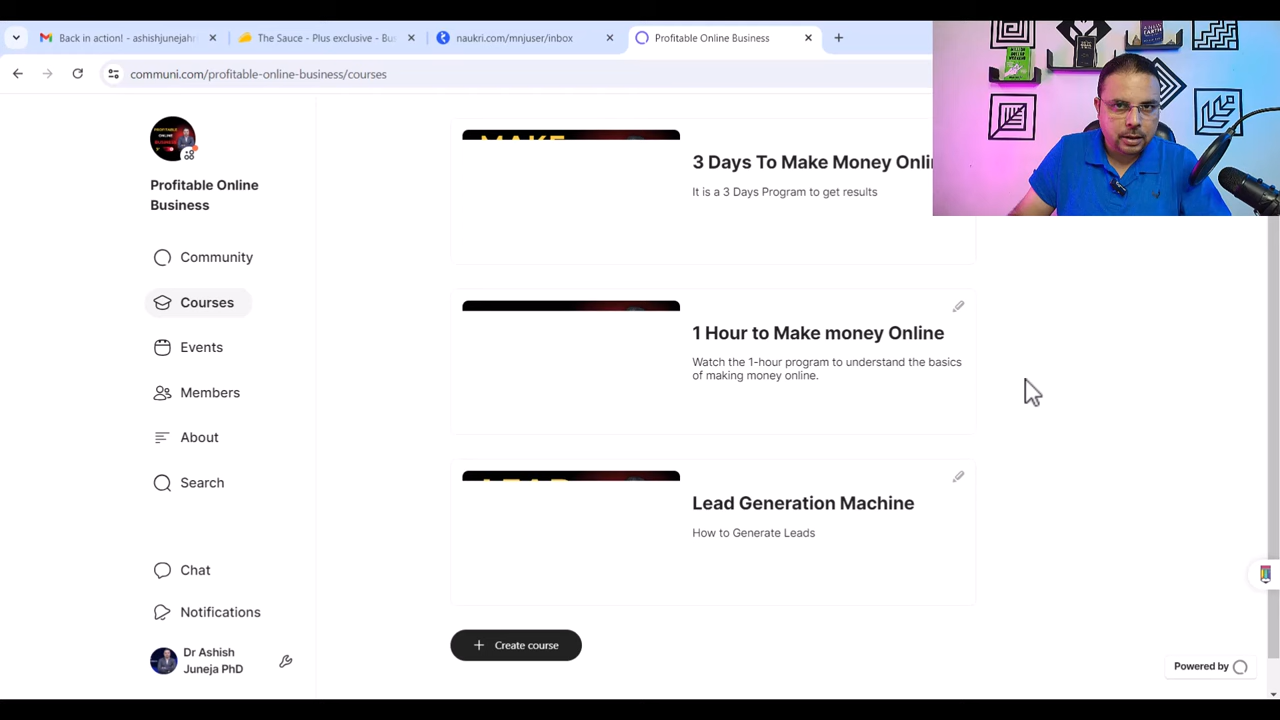 Back in action! - ashishjunejahr
The Sauce - Plus exclusive - Bu
naukri.com/mnjuser/inbox
Profitable Online Business
communi.com/profitable-online-business/courses
Profitable Online
Business
Community
Courses
Events
Members
About
Search
Chat
Notifications
Dr Ashish
Juneja PhD
3 Days To Make Money Onli
It is a 3 Days Program to get results
1 Hour to Make money Online
Watch the 1-hour program to understand the basics
of making money online.
Lead Generation Machine
How to Generate Leads
+ Create course
Powered by